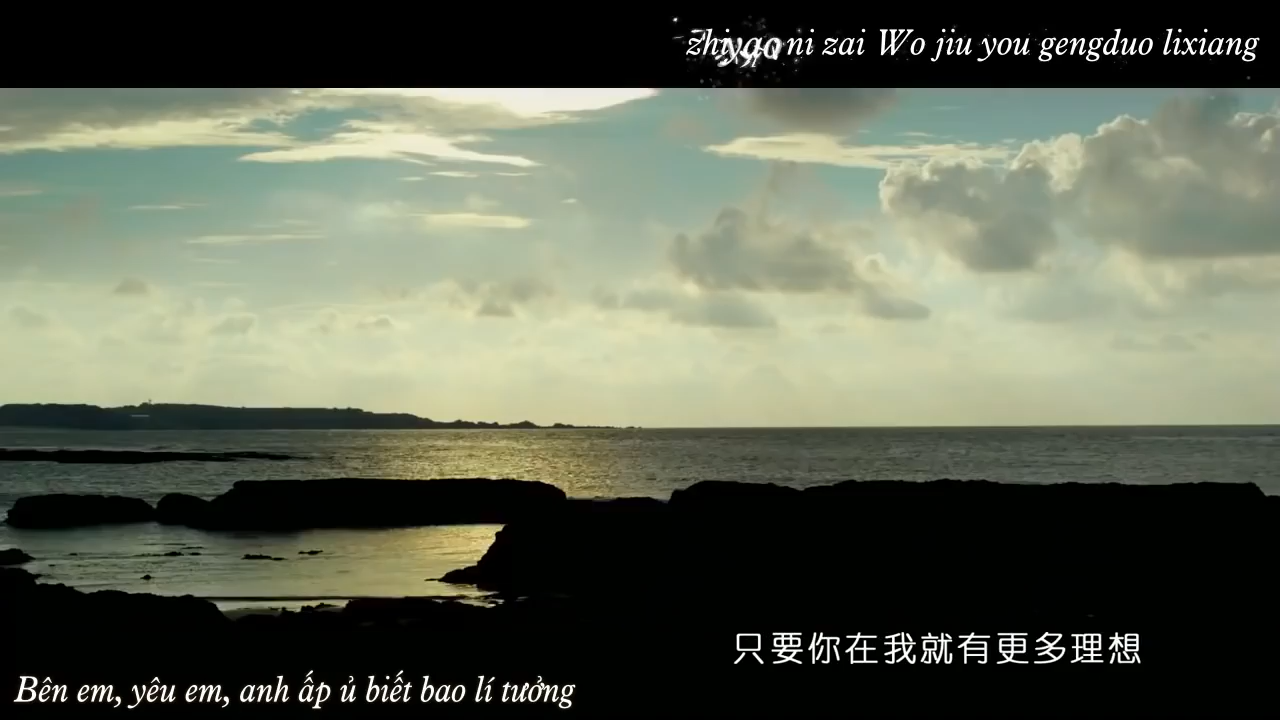 zhiyao ni zai Wo jiu you gengduo lixiang
只要你在我就有更多理想
Bên em, yêu em, anh ấp ủ biết bao lí tưởng